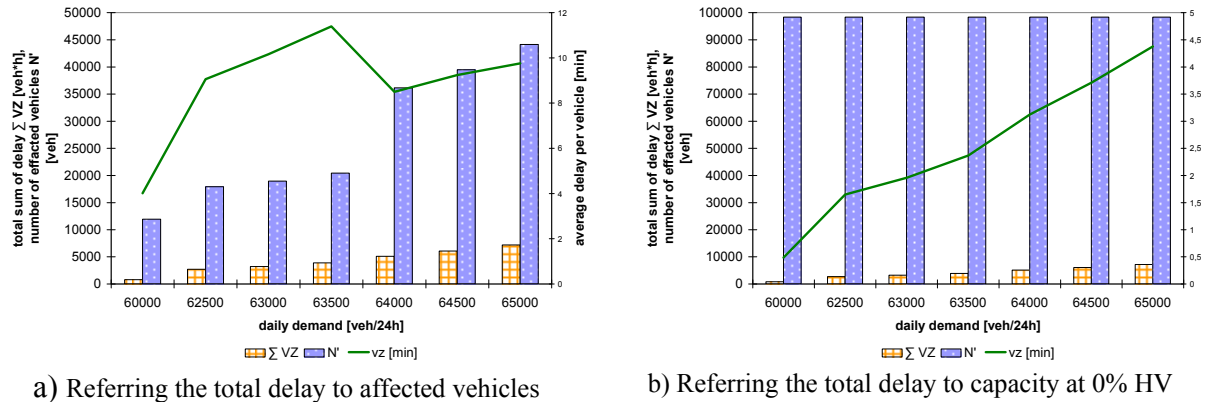 50000
45000
40000
35000
30000
25000
20000
15000
10000
5000
0
total sum of delay ∑ VZ [veh*h],
number of effacted vehicles N'
[veh]
12
10
8
6
4
2
0
average delay per vehicle [min]
60000 62500 63000 63500 64000 64500 65000
daily demand [veh/24h]
∑ VZ N' vz [min]
a) Referring the total delay to affected vehicles
100000
90000
80000
70000
60000
50000
40000
30000
20000
10000
0
total sum of delay ∑ VZ [veh*h],
number of effacted vehicles N'
[veh]
5
4,5
4
3,5
3
2,5
2
1,5
1
0,5
0
60000 62500 63000 63500 64000 64500 65000
daily demand [veh/24h]
∑ VZ N' vz [min]
b) Referring the total delay to capacity at 0% HV